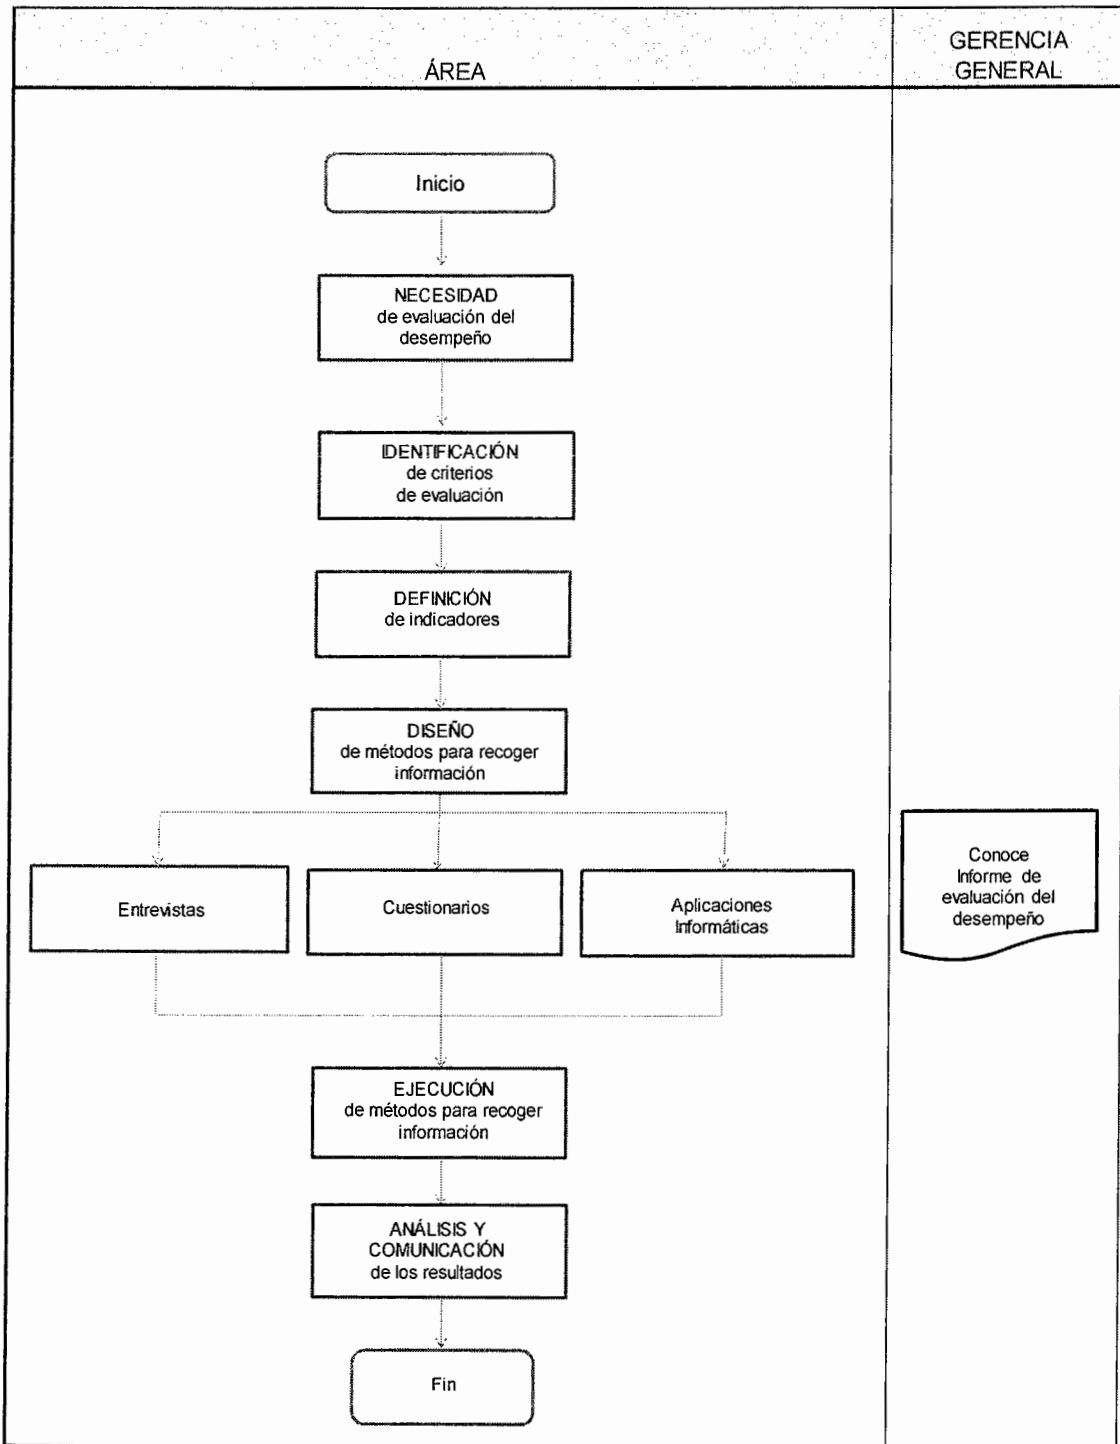 ÁREA
GERENCIA
GENERAL
Inicio
NECESIDAD
de evaluación del
desempeño
IDENTIFICACIÓN
de criterios
de evaluación
DEFINICIÓN
de indicadores
DISEÑO
de métodos para recoger
información
Entrevistas
Cuestionarios
Aplicaciones
Informáticas
Conoce
Informe de
evaluación del
desempeño
EJECUCIÓN
de métodos para recoger
información
ANÁLISIS Y
COMUNICACIÓN
de los resultados
Fin